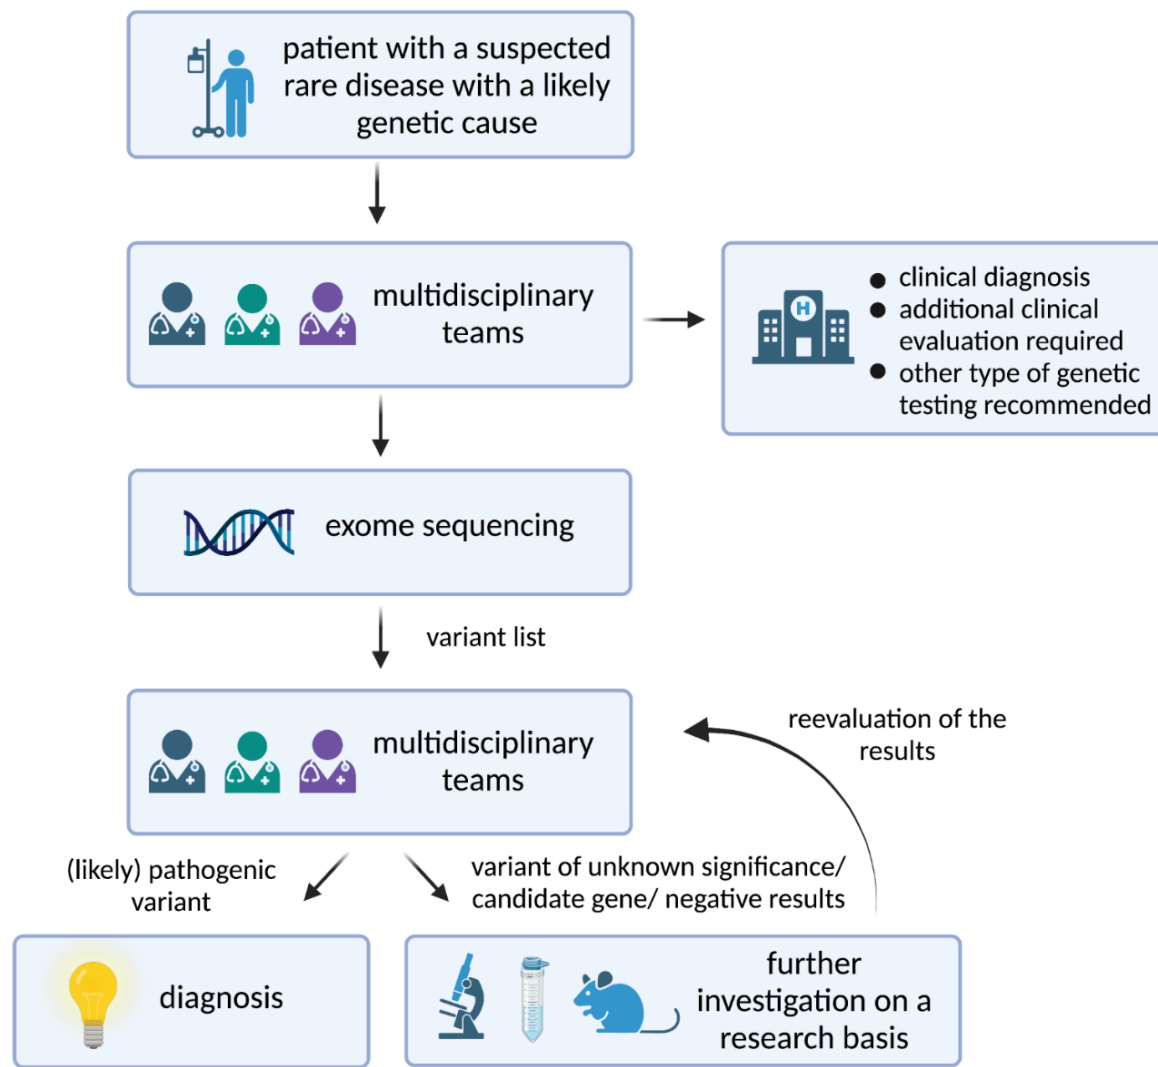 patient with a suspected
rare disease with a likely
genetic cause
multidisciplinary
teams
H
● clinical diagnosis
● additional clinical
evaluation required
● other type of genetic
testing recommended
exome sequencing
variant list
multidisciplinary
teams
reevaluation of the
results
(likely) pathogenic
variant
variant of unknown significance/
candidate gene/ negative results
diagnosis
further
investigation on a
research basis